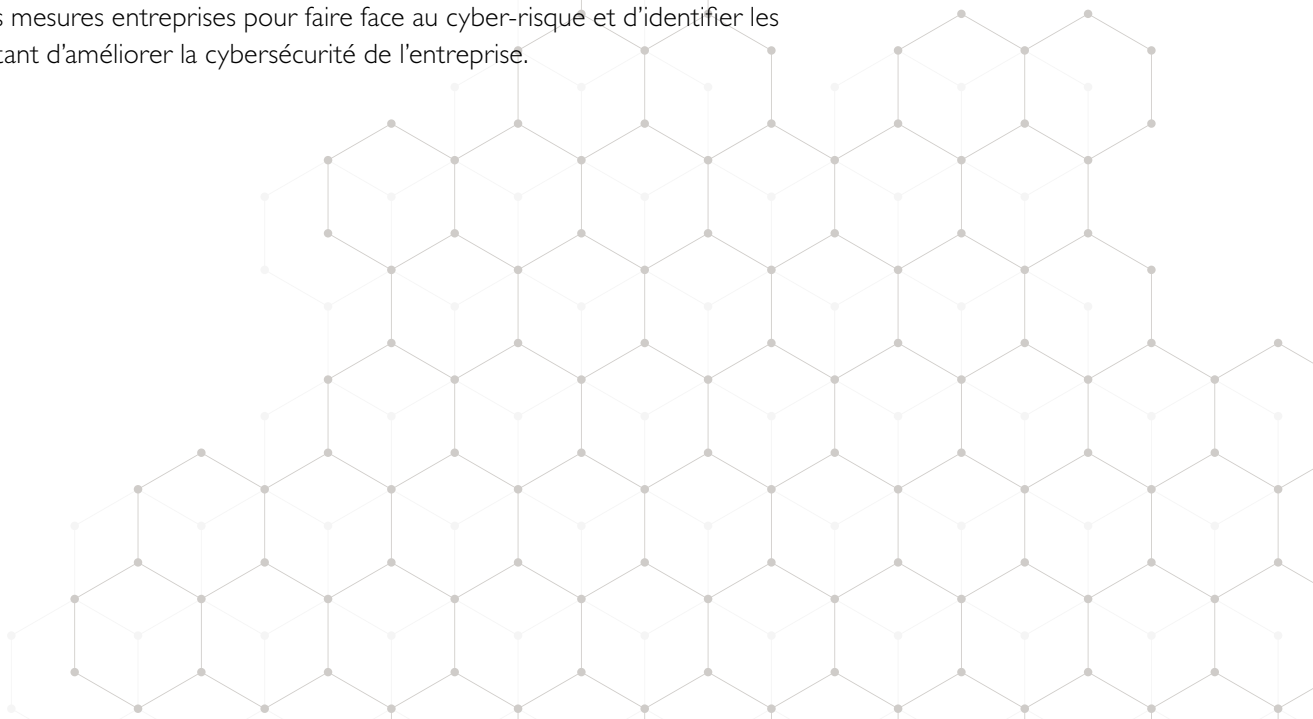 s mesures entreprises pour faire face au cyber-risque et d’identifier les
tant d’améliorer la cybersécurité de l’entreprise.